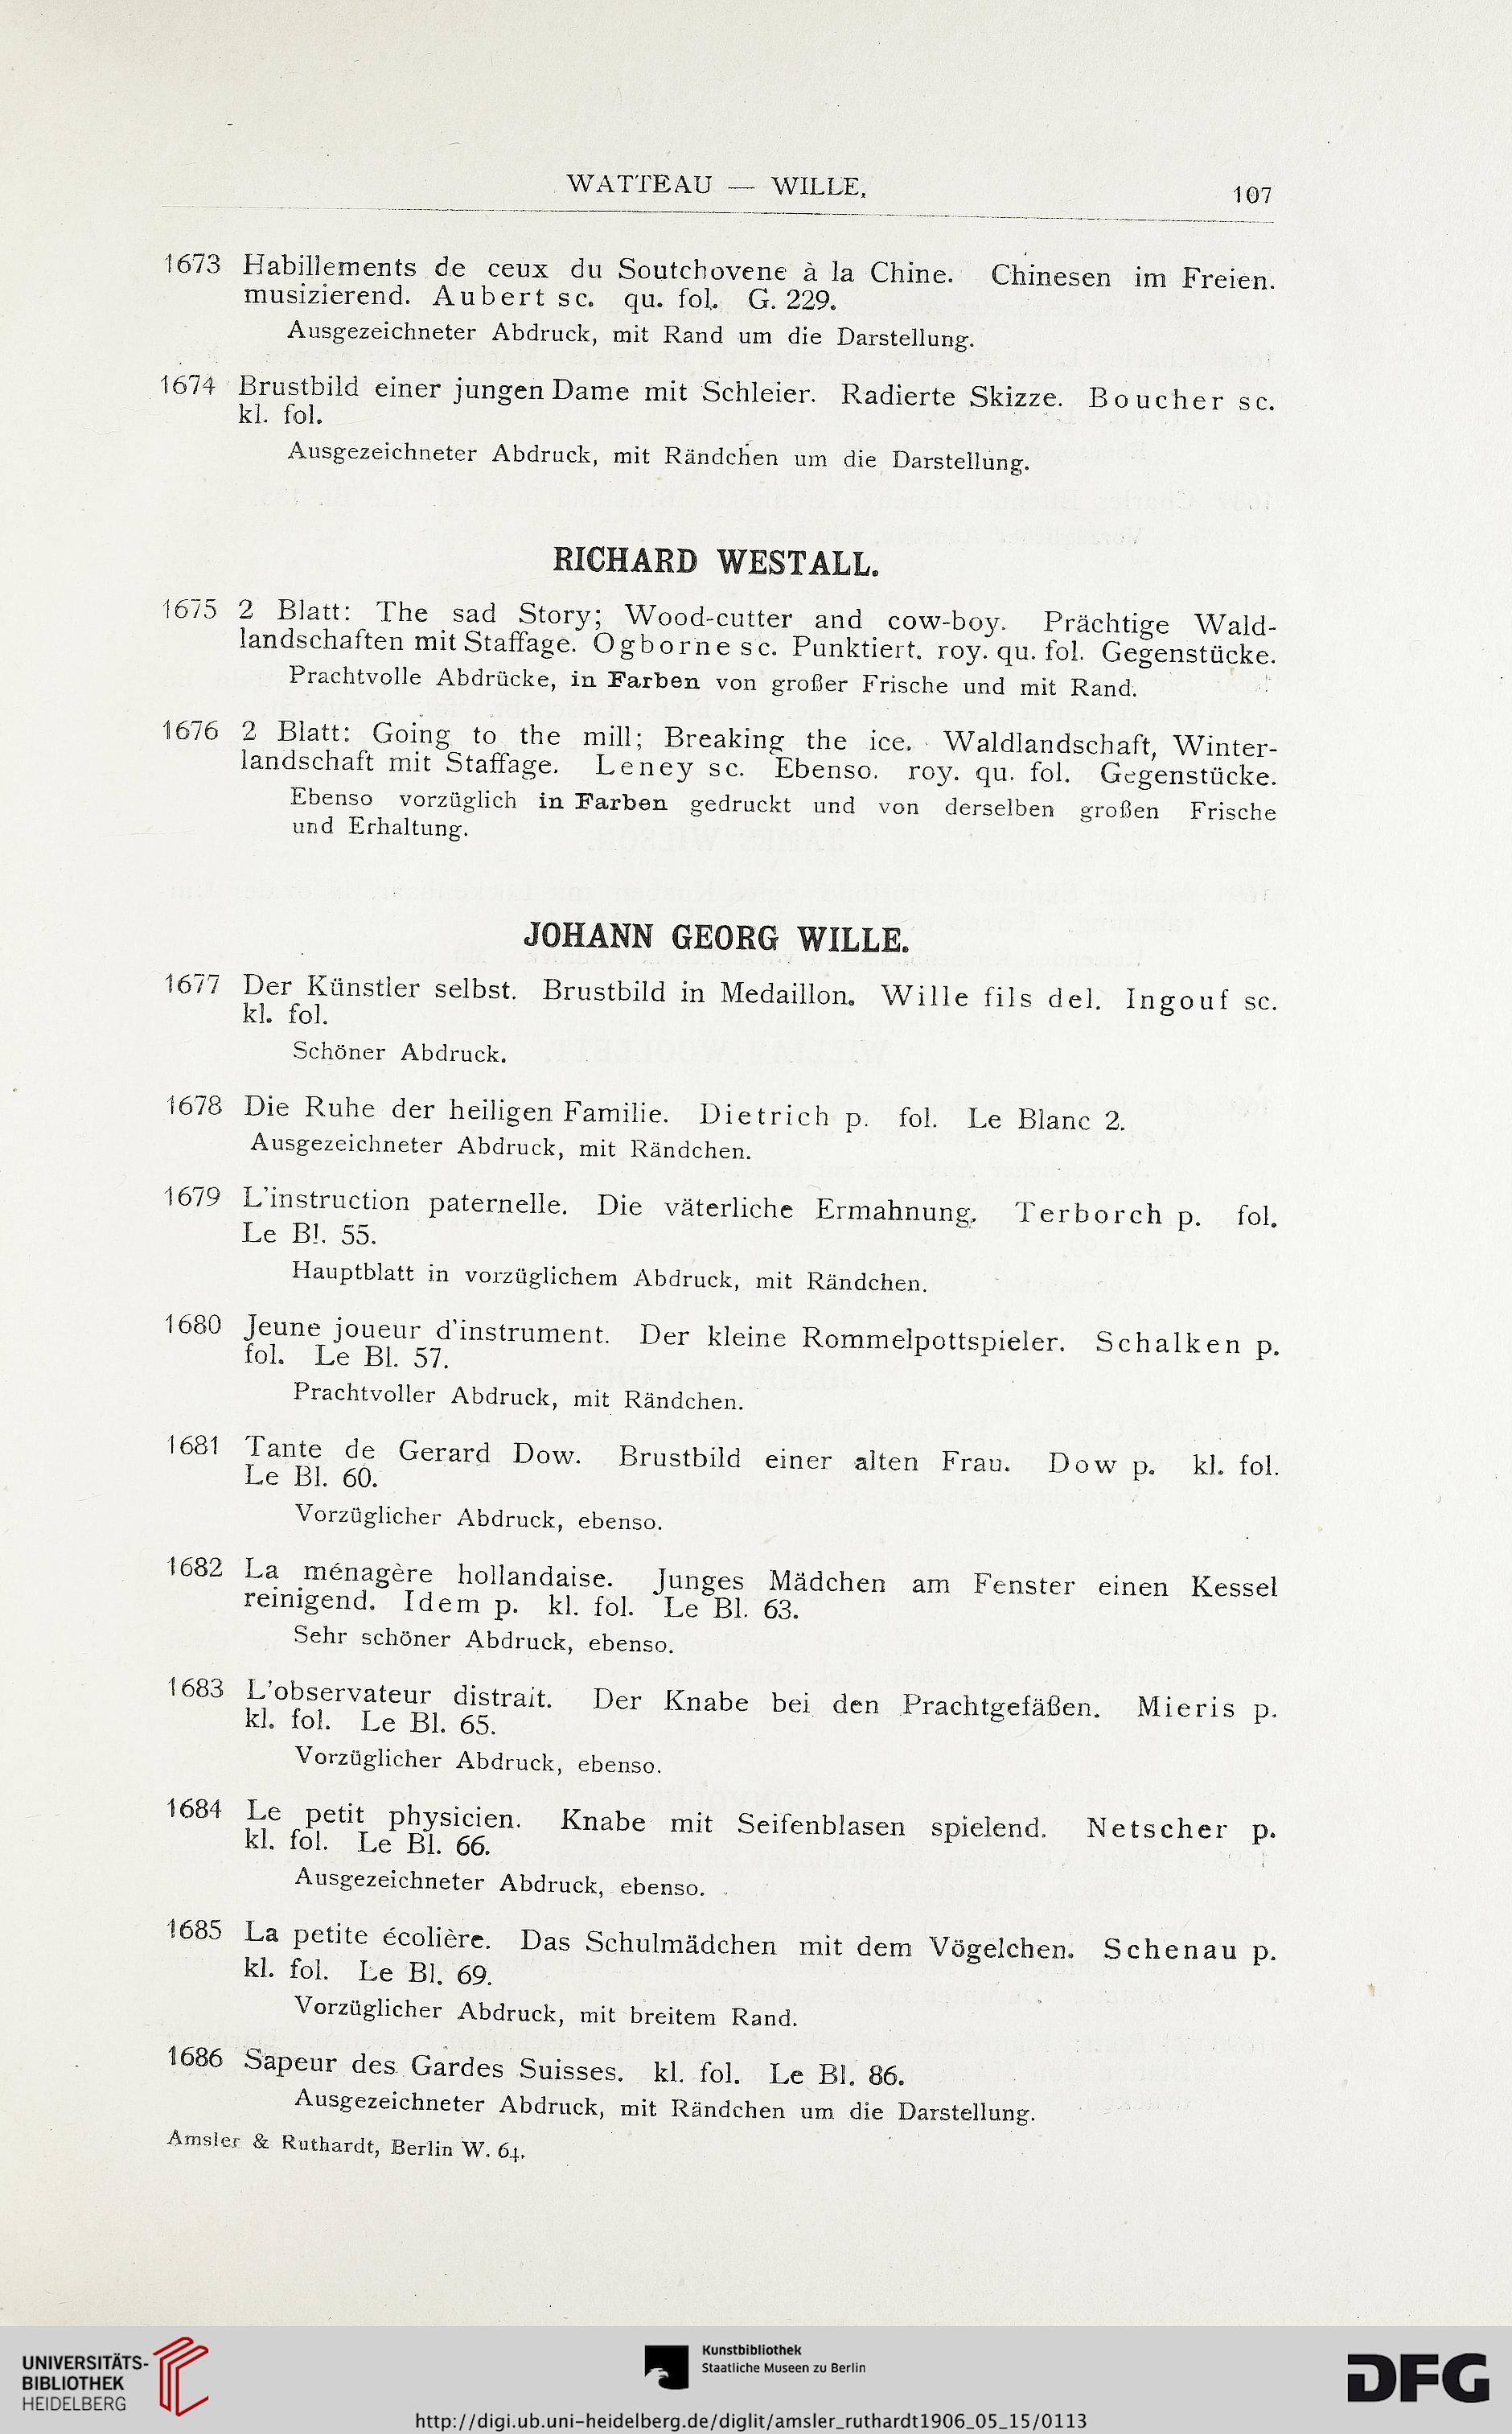 WATTEAU — WILLE.
107
1673 Habillements de ceux du Soutchovene à la Chine. Chinesen im Freien.
musizierend. Aubert sc. qu. fol. G. 229.
Ausgezeichneter Abdruck, mit Rand um die Darstellung.
1674 Brustbild einer jungen Dame mit Schleier. Radierte Skizze. Boucher sc.
kl. fol.
Ausgezeichneter Abdruck, mit Rändchen um die Darstellung.
RICHARD WESTALL.
1675 2 Blatt: The sad Story; Wood-cutter and cow-boy. Prächtige Wald-
landschaften mit Staffage. Ogborne sc. Punktiert. roy. qu. fol. Gegenstücke.
Prachtvolle Abdrücke, in Farben von großer Frische und mit Rand.
1676 2 Blatt: Going to the mill; Breaking the ice. Waldlandschaft, Winter-
landschaft mit Staffage. Leney sc. Ebenso. roy. qu. fol. Gegenstücke.
Ebenso vorzüglich in Farben gedruckt und von derselben großen Frische
und Erhaltung.
JOHANN GEORG WILLE.
1677 Der Künstler selbst. Brustbild in Medaillon. Wille fils del. Ingouf sc.
kl. fol.
Schöner Abdruck.
1678 Die Ruhe der heiligen Familie. Dietrich p. fol. Le Blanc 2.
Ausgezeichneter Abdruck, mit Rändchen.
1679 L'instruction paternelle. Die väterliche Ermahnung. Terborch p. fol.
Le Bl. 55.
Hauptblatt in vorzüglichem Abdruck, mit Rändchen.
1680 Jeune joueur d'instrument. Der kleine Rommelpottspieler. Schalken p.
fol. Le Bl. 57.
Prachtvoller Abdruck, mit Rändchen.
1681 Tante de Gerard Dow. Brustbild einer alten Frau. Dow p. kl. fol.
Le Bl. 60.
Vorzüglicher Abdruck, ebenso.
1682 La ménagère hollandaise. Junges Mädchen am Fenster einen Kessel
reinigend. Idem p. kl. fol. Le Bl. 63.
Sehr schöner Abdruck, ebenso.
1683 L'observateur distrait. Der Knabe bei den Prachtgefäßen. Mieris p.
kl. fol. Le Bl. 65.
Vorzüglicher Abdruck, ebenso.
1684 Le petit physicien. Knabe mit Seifenblasen spielend. Netscher p.
kl. fol. Le Bl. 66.
Ausgezeichneter Abdruck, ebenso.
1685 La petite écolière. Das Schulmädchen mit dem Vögelchen. Schenau p.
kl. fol. Le Bl. 69.
Vorzüglicher Abdruck, mit breitem Rand.
1686 Sapeur des Gardes Suisses. kl. fol. Le Bl. 86.
Ausgezeichneter Abdruck, mit Rändchen um die Darstellung.
Amsler & Ruthardt, Berlin W. 64.
UNIVERSITÄTS-
BIBLIOTHEK
HEIDELBERG
Kunstbibliothek
Staatliche Museen zu Berlin
DFG
http://digi.ub.uni-heidelberg.de/diglit/amsler_ruthardt1906_05_15/0113